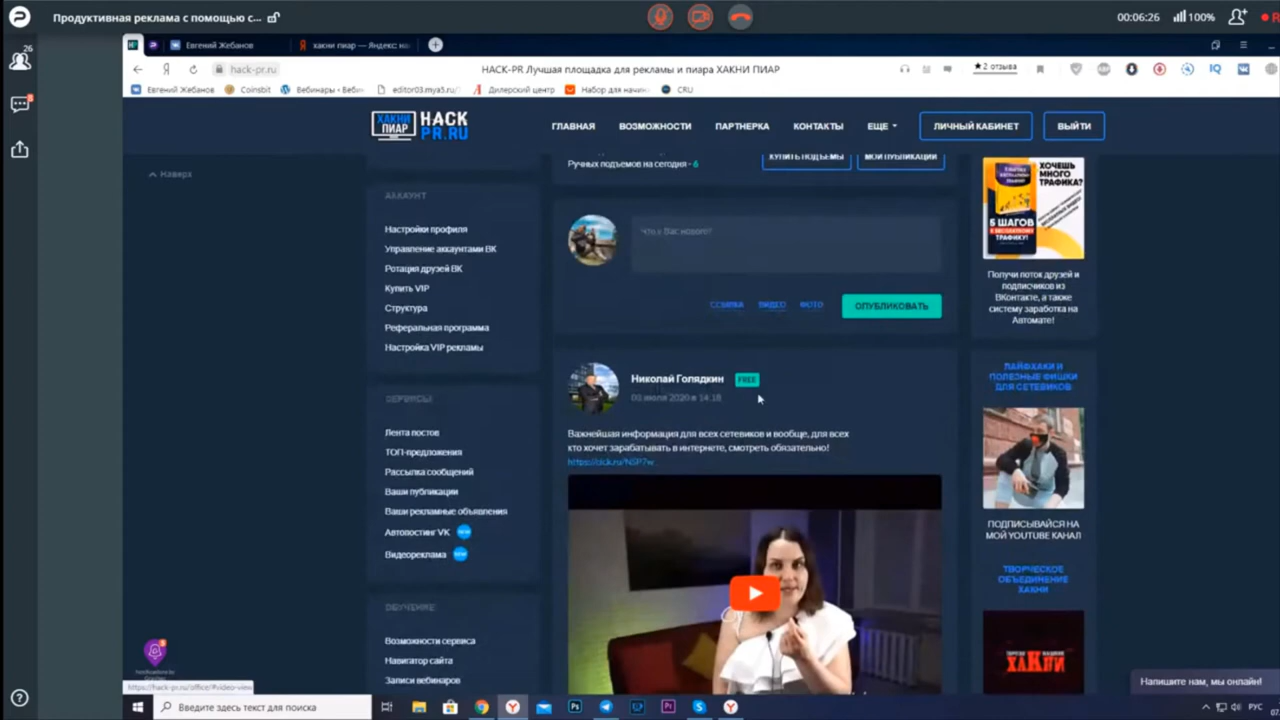 Продуктивная реклама с помощью с...
00:06:26
100%
26
Евгений Жебанов
хакни пиар — Яндекс: на
hack-pr.ru
HACK-PR Лучшая площадка для рекламы и пиара ХАКНИ ПИАР
★ 2 отзыва
Евгений Жебанов
Coinsbit
Вебинары - Веби
editor03.mya5.ru/
Дилерский центр
Набор для начин
CRU
ХАКНИ ПИАР
HACK PR.RU
ГЛАВНАЯ
ВОЗМОЖНОСТИ
ПАРТНЕРКА
КОНТАКТЫ
ЕЩЕ
ЛИЧНЫЙ КАБИНЕТ
ВЫЙТИ
Наверх
Ручных подъемов на сегодня - 6
КУПИТЬ ПОДЪЕМЫ
МОИ ПУБЛИКАЦИИ
АККАУНТ
Настройки профиля
Управление аккаунтами ВК
Ротация друзей ВК
Купить VIP
Структура
Реферальная программа
Настройка VIP рекламы
СЕРВИСЫ
Лента постов
ТОП-предложения
Рассылка сообщений
Ваши публикации
Ваши рекламные объявления
Автопостинг VK
Видеореклама
ОБУЧЕНИЕ
Возможности сервиса
Навигатор сайта
Записи вебинаров
Что у Вас нового?
ССЫЛКА
ВИДЕО
ФОТО
ОПУБЛИКОВАТЬ
Николай Голядкин
FREE
03 июля 2020 в 14:18
Важнейшая информация для всех сетевиков и вообще, для всех
кто хочет зарабатывать в интернете, смотреть обязательно!
ХОЧЕШЬ
МНОГО
ТРАФИКА?
5 ШАГОВ
К БЕСПЛАТНОМУ
ТРАФИКУ!
Получи поток друзей и
подписчиков из
ВКонтакте, а также
систему заработка на
Автомате!
ЛАЙФХАКИ И
ПОЛЕЗНЫЕ ФИШКИ
ДЛЯ СЕТЕВИКОВ
ПОДПИСЫВАЙСЯ НА
МОЙ YOUTUBE КАНАЛ
ТВОРЧЕСКОЕ
ОБЪЕДИНЕНИЕ
ХАКНИ
ХАКНИ
Напишите нам, мы онлайн!
https://hack-pr.ru/office/#video-view
Введите здесь текст для поиска
РУС